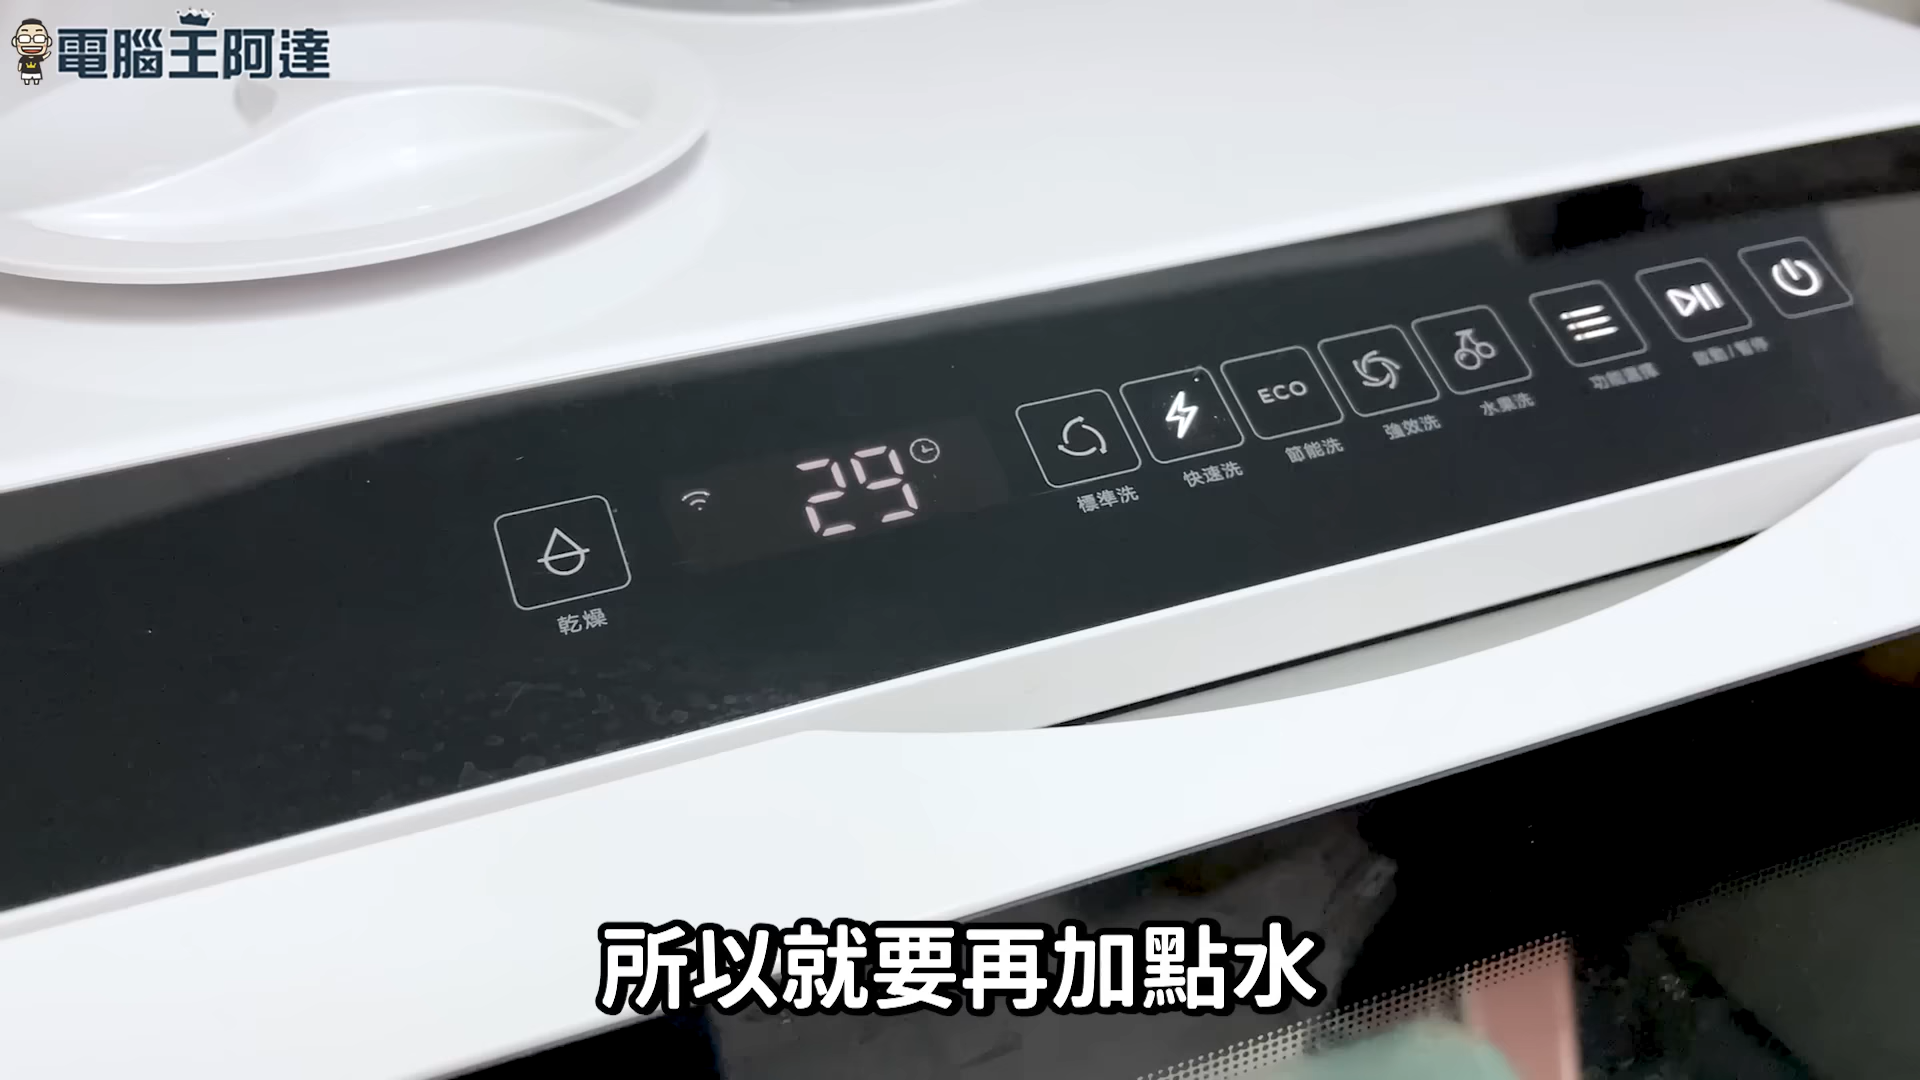 電腦王阿達
乾燥
29
標準洗
快速洗
ECO
節能洗
強效洗
水果洗
功能選擇
啟動/暫停
所以就要再加點水